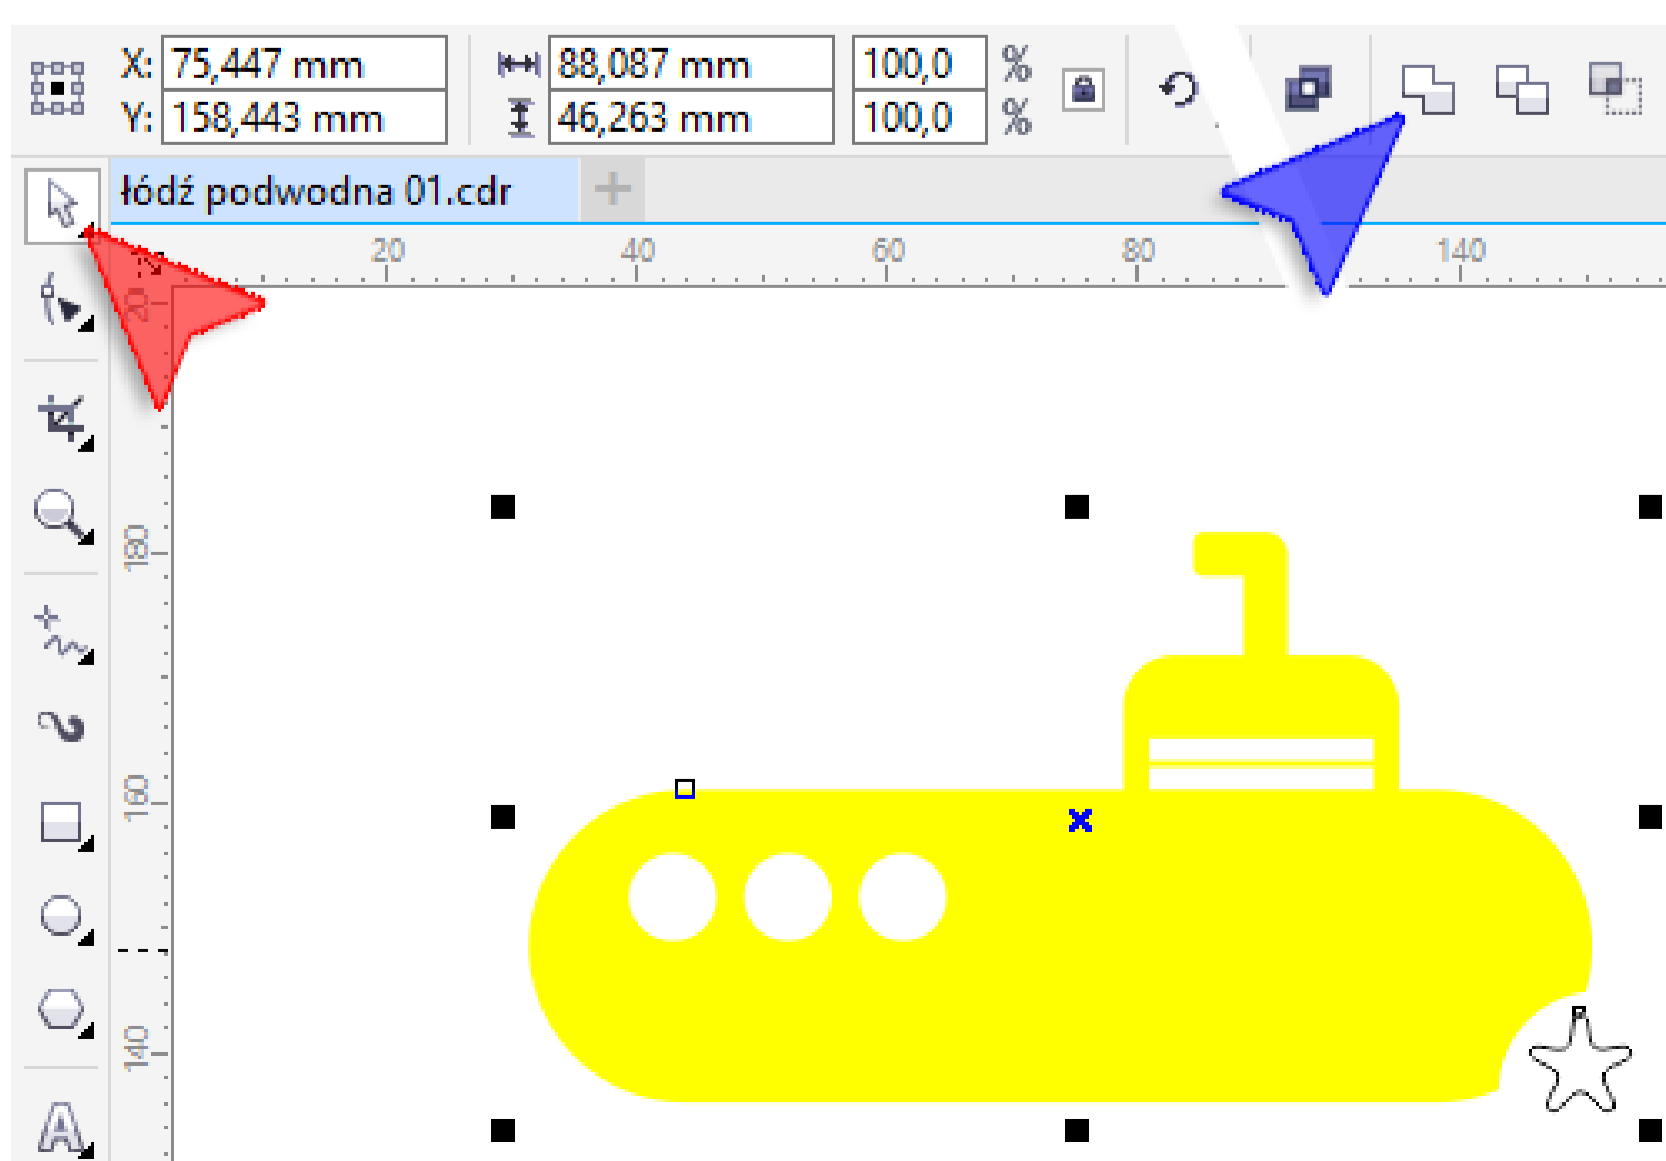 X: 75,447 mm 88,087 mm 100,0 %
Y: 158,443 mm 46,263 mm 100,0 %
łódź podwodna 01.cdr +
20 40 60 80 140
180
160
140
A